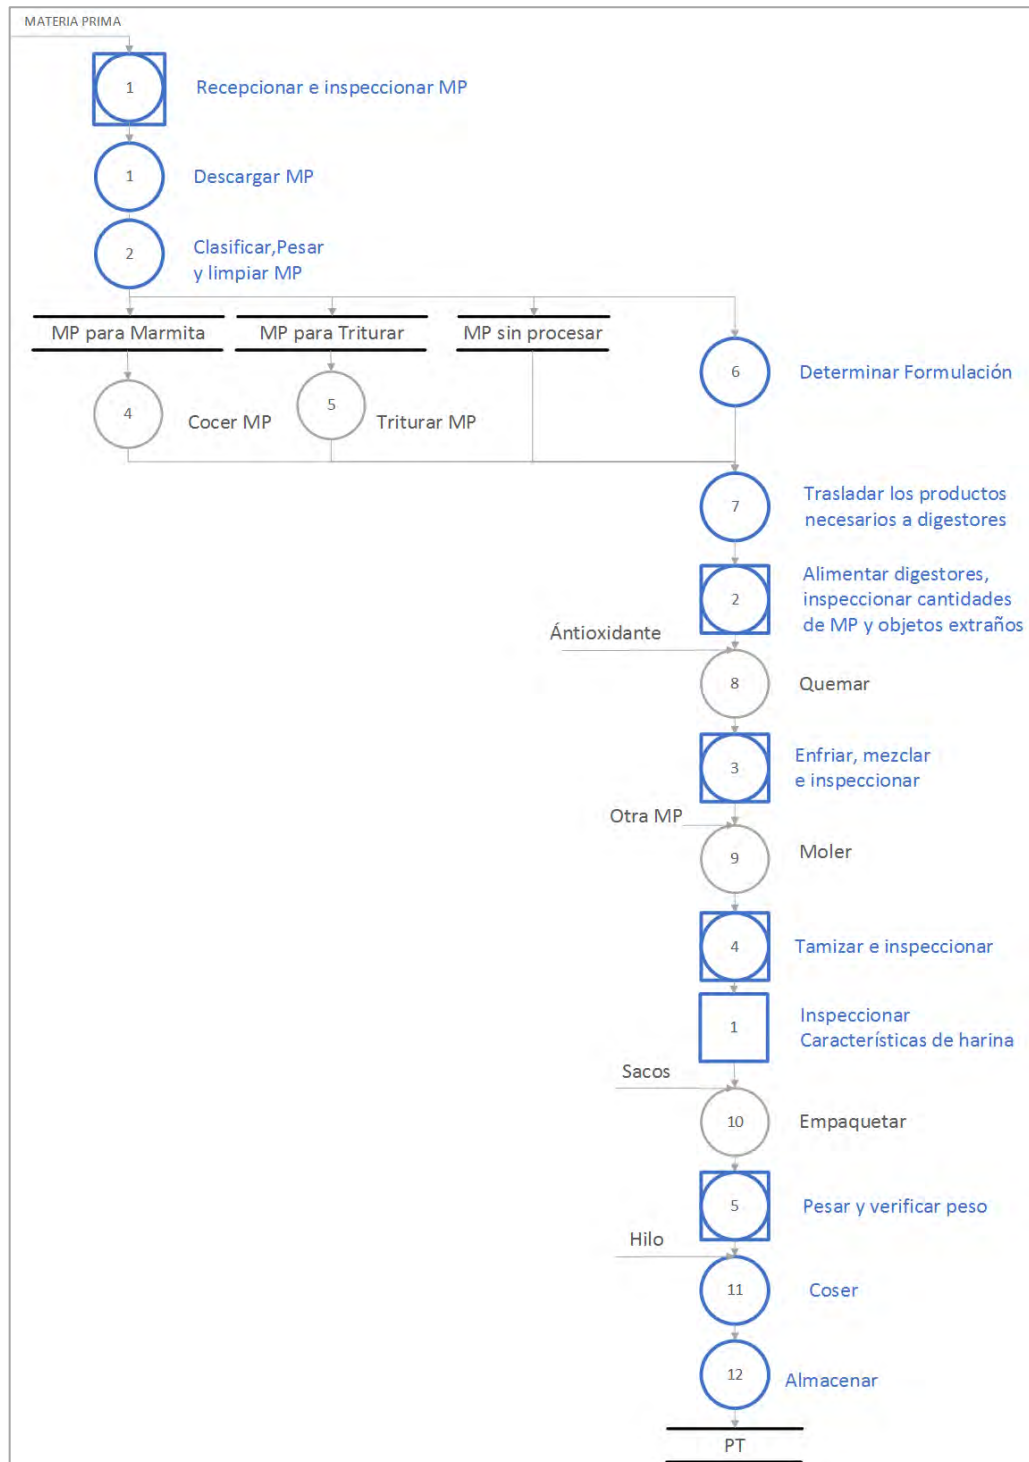 MATERIA PRIMA
1
Recepcionar e inspeccionar MP
1
Descargar MP
2
Clasificar,Pesar
y limpiar MP
MP para Marmita
MP para Triturar
MP sin procesar
6
Determinar Formulación
4
Cocer MP
5
Triturar MP
7
Trasladar los productos
necesarios a digestores
2
Alimentar digestores,
inspeccionar cantidades
de MP y objetos extraños
Ántioxidante
8
Quemar
3
Enfriar, mezclar
e inspeccionar
Otra MP
9
Moler
4
Tamizar e inspeccionar
1
Inspeccionar
Características de harina
Sacos
10
Empaquetar
5
Pesar y verificar peso
Hilo
11
Coser
12
Almacenar
PT